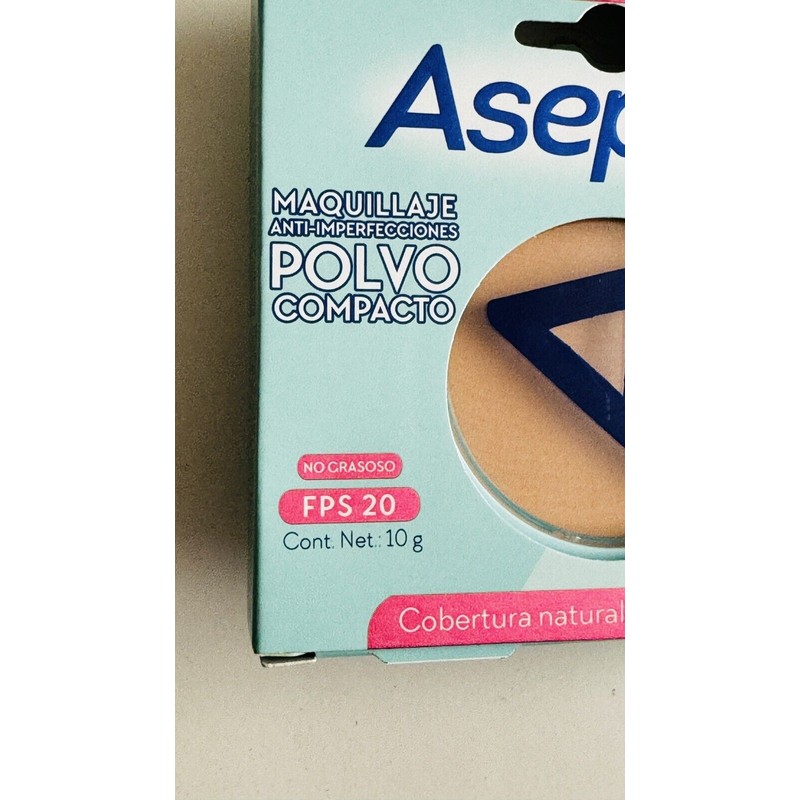 Asep
MAQUILLAJE
ANTI-IMPERFECCIONES
POLVO
COMPACTO
NO GRASOSO
FPS 20
Cont. Net.: 10 g
Cobertura natural